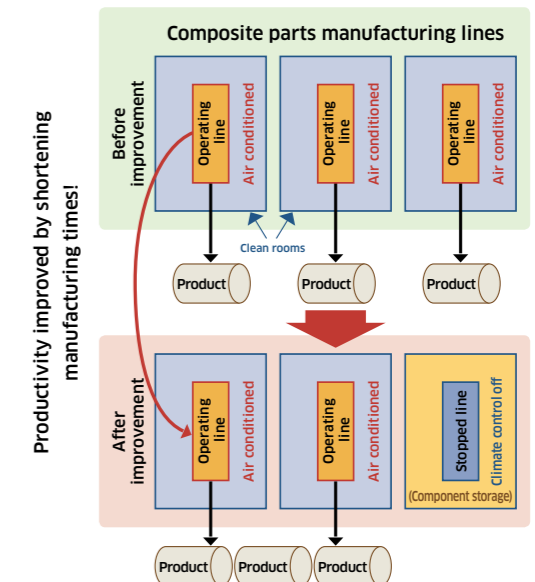 Composite parts manufacturing lines
Productivity improved by shortening
manufacturing times!
Before
improvement
Operating
line
Air conditioned
Operating
line
Air conditioned
Operating
line
Air conditioned
Clean rooms
Product
Product
Product
After
improvement
Operating
line
Air conditioned
Operating
line
Air conditioned
Stopped line
Climate control off
(Component storage)
Product
Product
Product